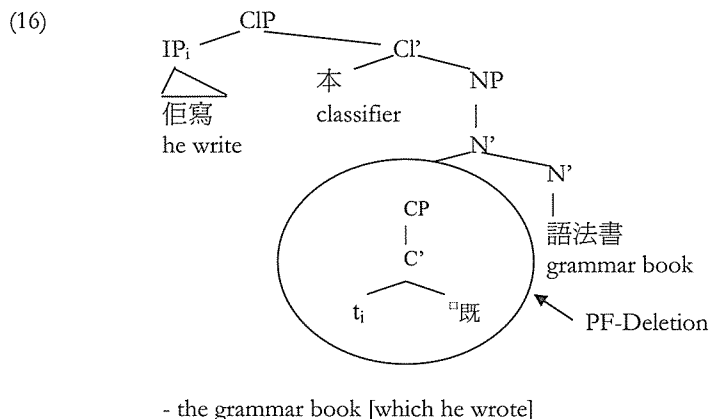 (16)
ClP
IPi Cl'
本 NP
佢寫 classifier
he write
N'
N'
CP
語法書
C' grammar book
ti □既
PF-Deletion
- the grammar book [which he wrote]